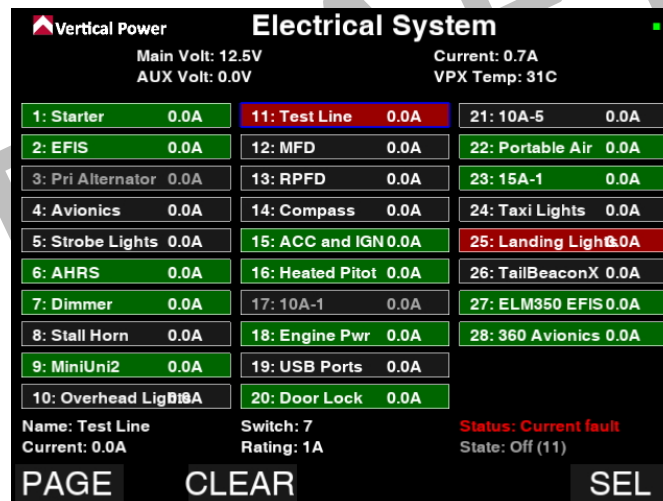 Vertical Power
Electrical System
Main Volt: 12.5V
Current: 0.7A
AUX Volt: 0.0V
VPX Temp: 31C
1: Starter 0.0A
2: EFIS 0.0A
3: Pri Alternator 0.0A
4: Avionics 0.0A
5: Strobe Lights 0.0A
6: AHRS 0.0A
7: Dimmer 0.0A
8: Stall Horn 0.0A
9: MiniUni2 0.0A
10: Overhead Lights 0.0A
11: Test Line 0.0A
12: MFD 0.0A
13: RPFD 0.0A
14: Compass 0.0A
15: ACC and IGN 0.0A
16: Heated Pitot 0.0A
17: 10A-1 0.0A
18: Engine Pwr 0.0A
19: USB Ports 0.0A
20: Door Lock 0.0A
21: 10A-5 0.0A
22: Portable Air 0.0A
23: 15A-1 0.0A
24: Taxi Lights 0.0A
25: Landing Lights 0.0A
26: TailBeaconX 0.0A
27: ELM350 EFIS 0.0A
28: 360 Avionics 0.0A
Name: Test Line
Current: 0.0A
Switch: 7
Rating: 1A
Status: Current fault
State: Off (11)
PAGE
CLEAR
SEL